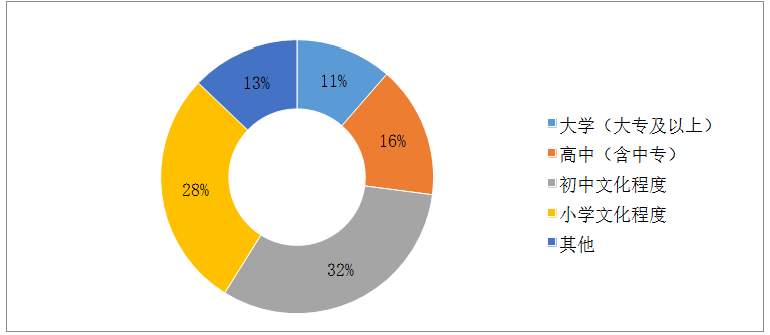 13%
11%
16%
28%
32%
大学（大专及以上）
高中（含中专）
初中文化程度
小学文化程度
其他